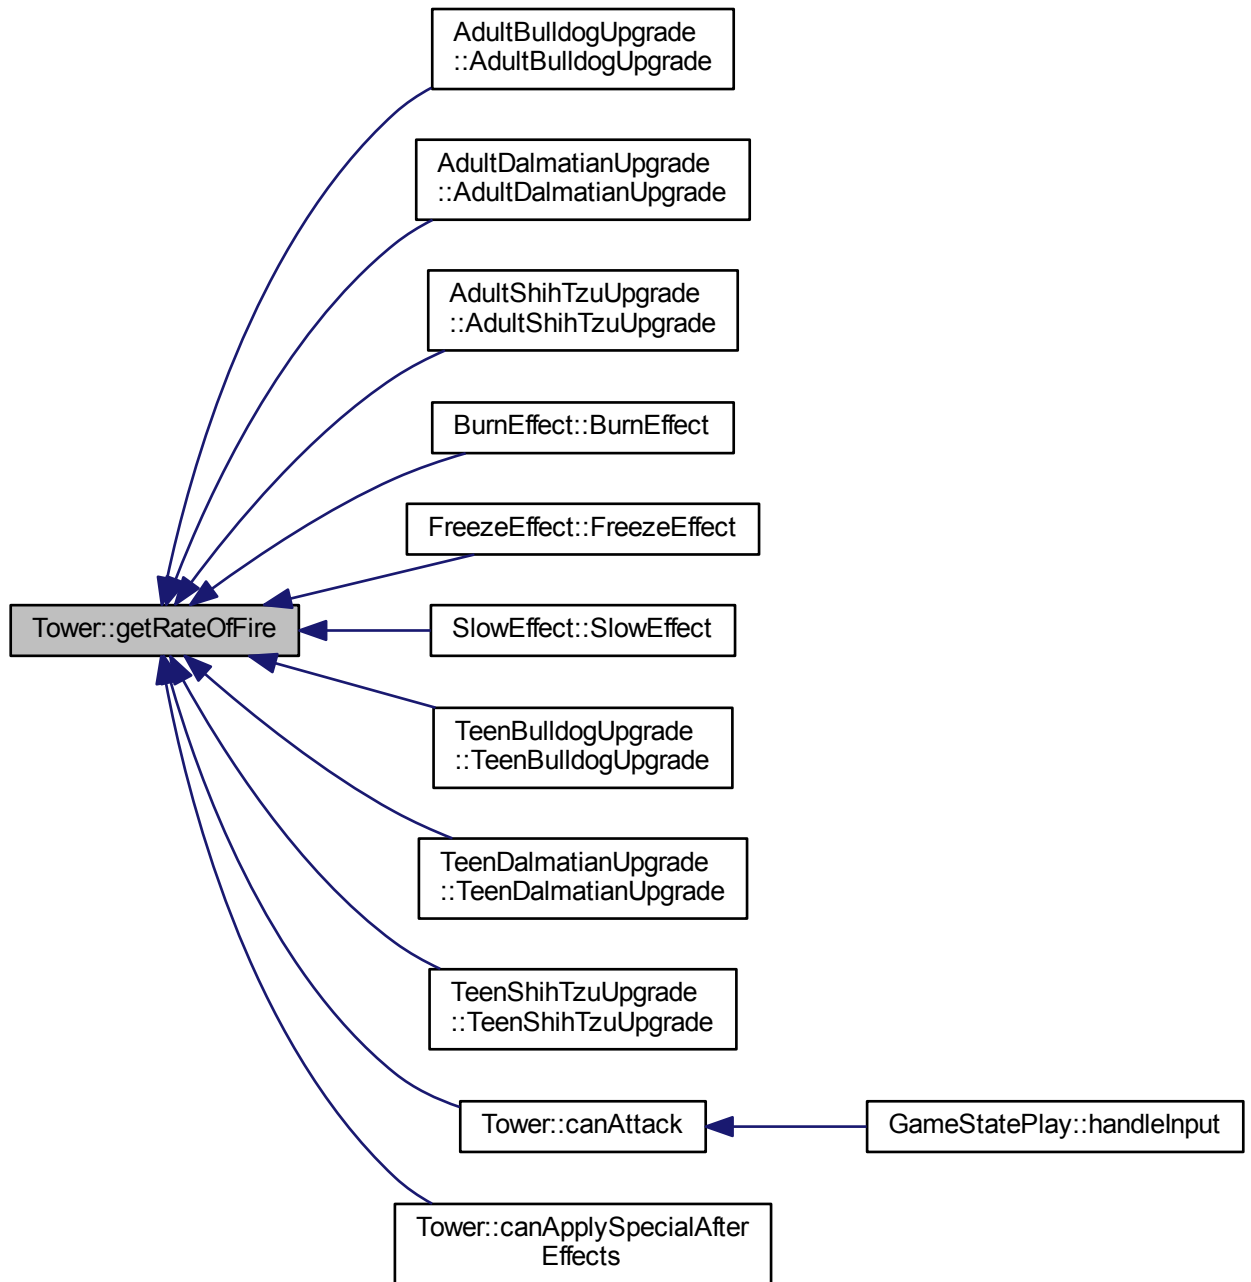 AdultBulldogUpgrade
::AdultBulldogUpgrade
AdultDalmatianUpgrade
::AdultDalmatianUpgrade
AdultShihTzuUpgrade
::AdultShihTzuUpgrade
BurnEffect::BurnEffect
FreezeEffect::FreezeEffect
Tower::getRateOfFire
SlowEffect::SlowEffect
TeenBulldogUpgrade
::TeenBulldogUpgrade
TeenDalmatianUpgrade
::TeenDalmatianUpgrade
TeenShihTzuUpgrade
::TeenShihTzuUpgrade
Tower::canAttack
GameStatePlay::handleInput
Tower::canApplySpecialAfter
Effects